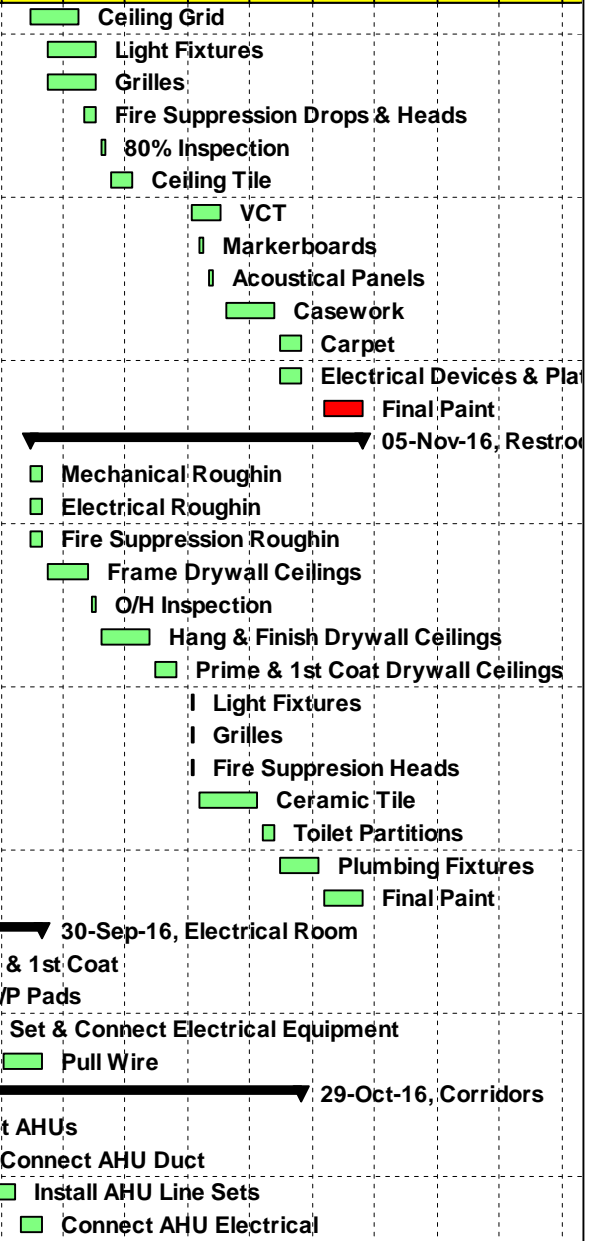 Ceiling Grid
Light Fixtures
Grilles
Fire Suppression Drops & Heads
80% Inspection
Ceiling Tile
VCT
Markerboards
Acoustical Panels
Casework
Carpet
Electrical Devices & Plat
Final Paint
05-Nov-16, Restroo
Mechanical Roughin
Electrical Roughin
Fire Suppression Roughin
Frame Drywall Ceilings
O/H Inspection
Hang & Finish Drywall Ceilings
Prime & 1st Coat Drywall Ceilings
Light Fixtures
Grilles
Fire Suppresion Heads
Ceramic Tile
Toilet Partitions
Plumbing Fixtures
Final Paint
30-Sep-16, Electrical Room
& 1st Coat
/P Pads
Set & Connect Electrical Equipment
Pull Wire
29-Oct-16, Corridors
t AHUs
Connect AHU Duct
Install AHU Line Sets
Connect AHU Electrical